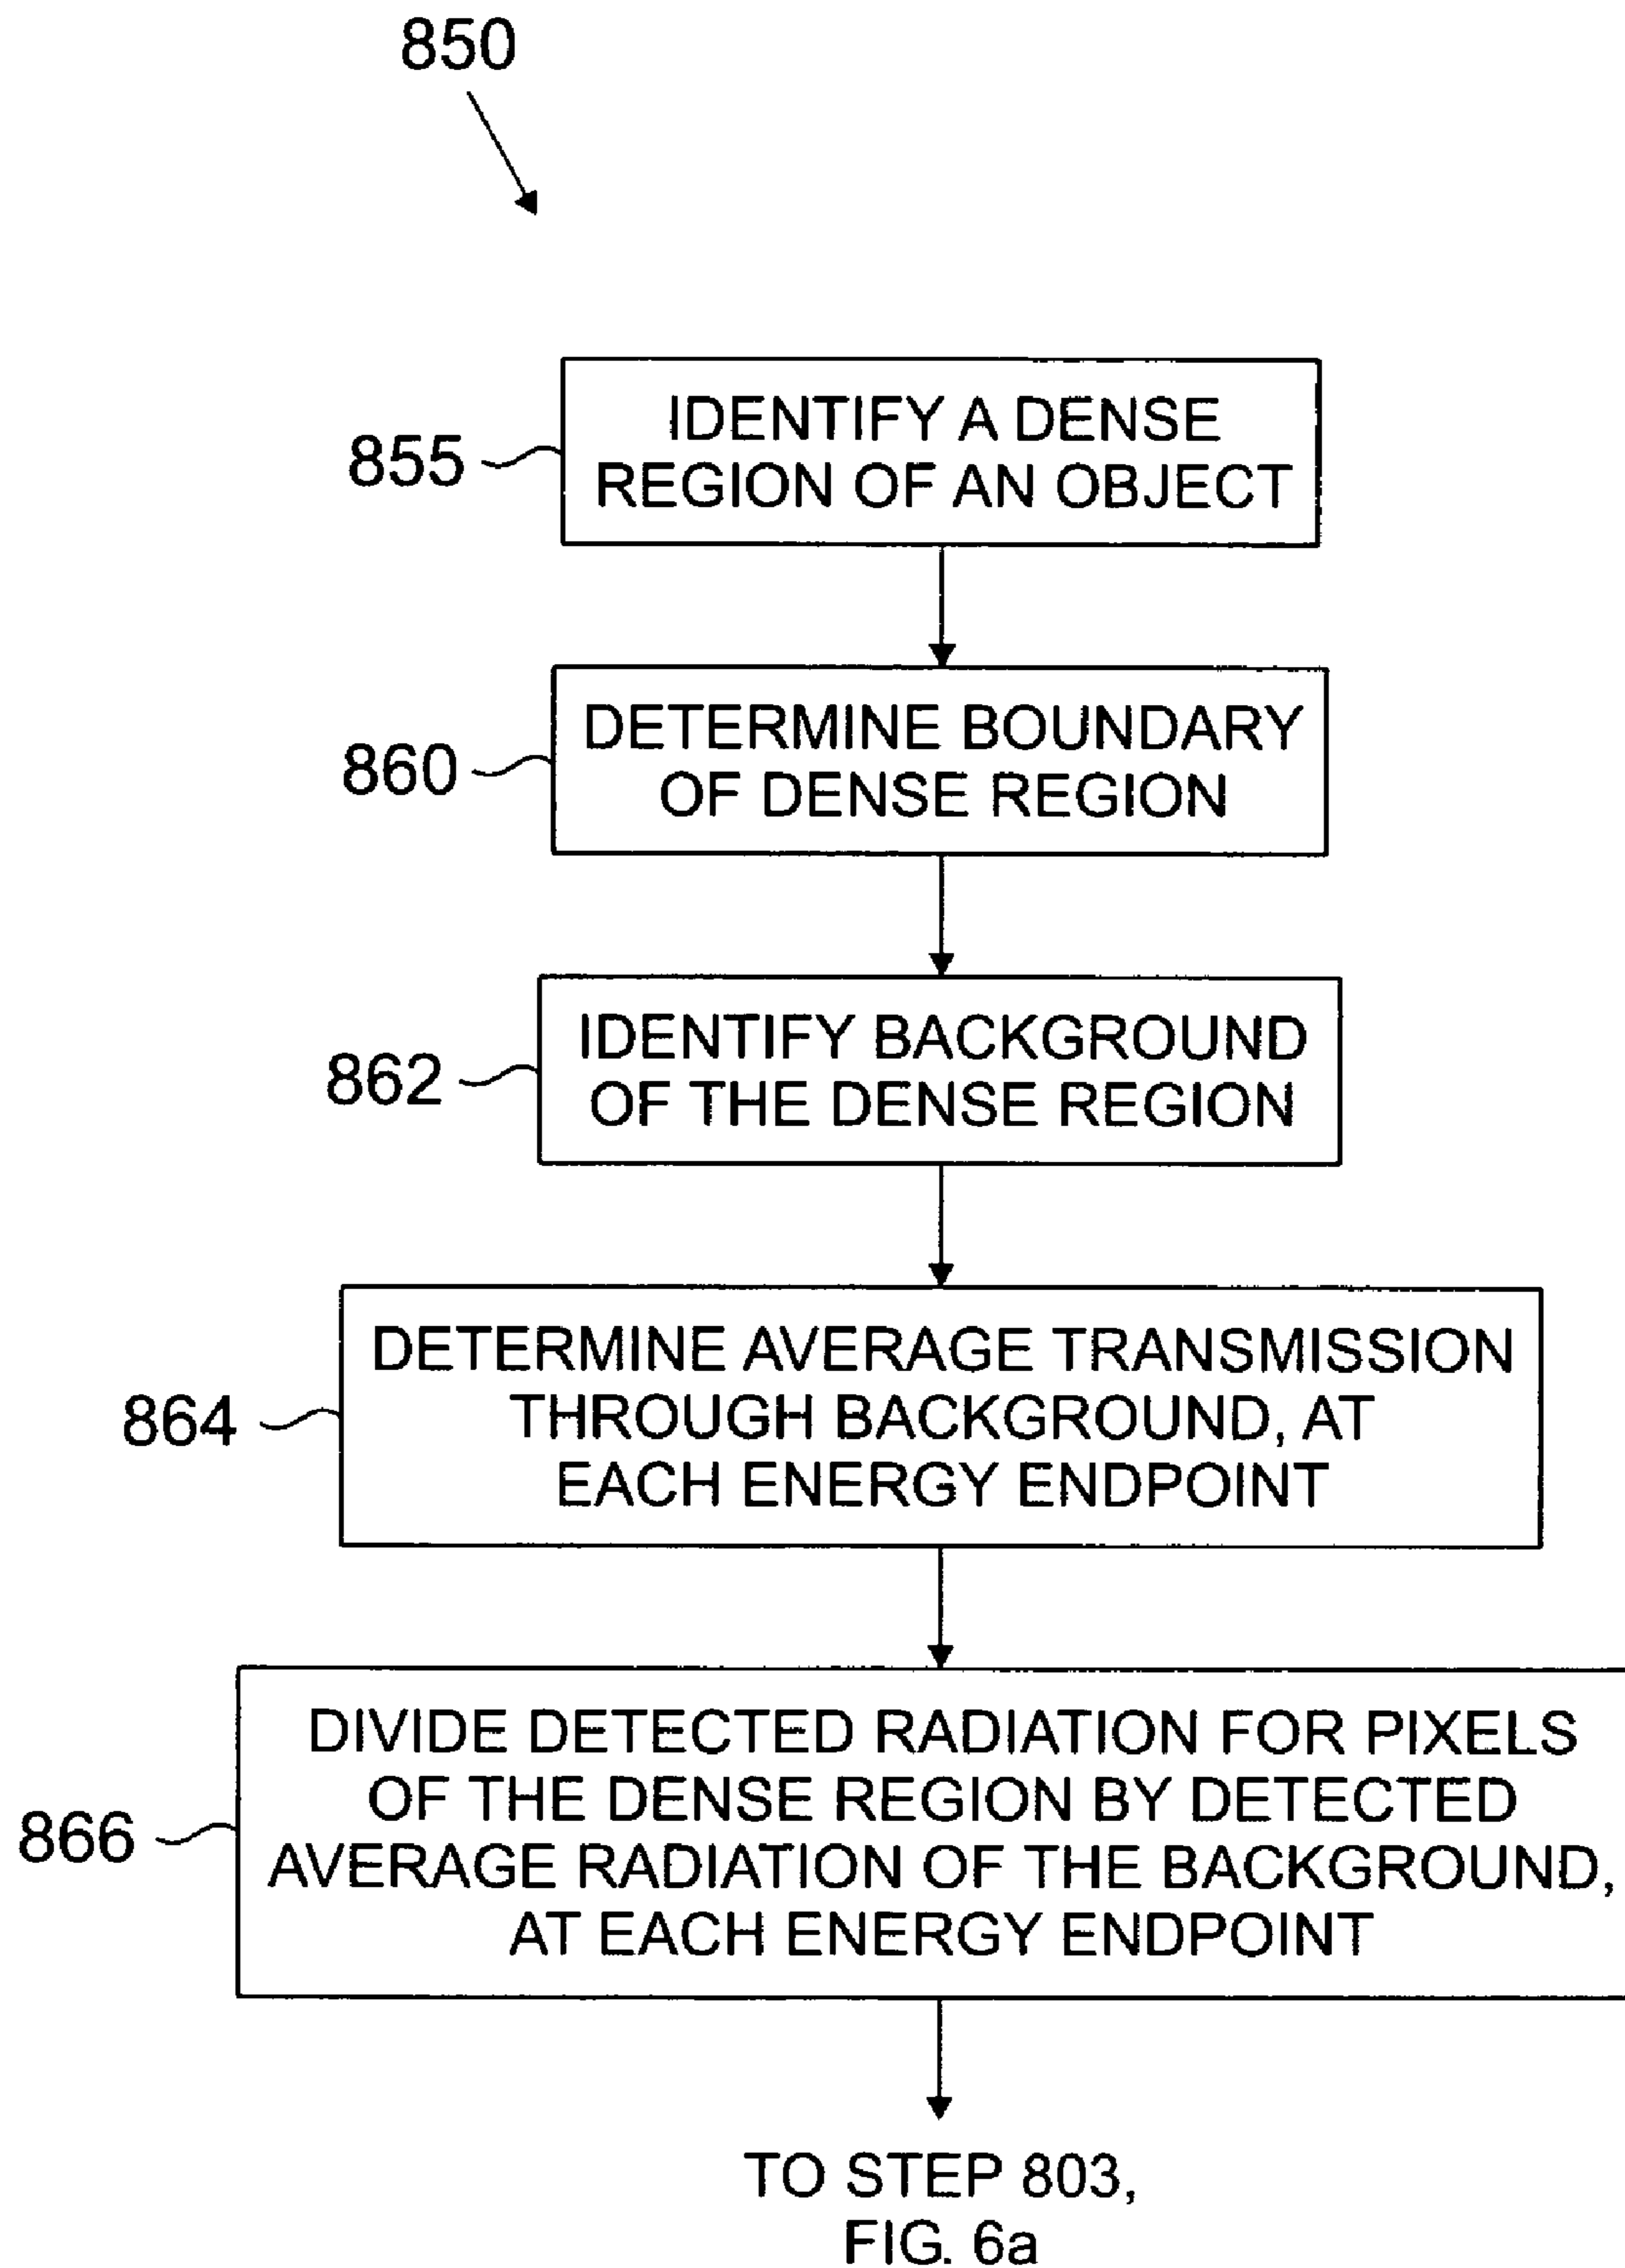 850
855
IDENTIFY A DENSE
REGION OF AN OBJECT
860
DETERMINE BOUNDARY
OF DENSE REGION
862
IDENTIFY BACKGROUND
OF THE DENSE REGION
864
DETERMINE AVERAGE TRANSMISSION
THROUGH BACKGROUND, AT
EACH ENERGY ENDPOINT
866
DIVIDE DETECTED RADIATION FOR PIXELS
OF THE DENSE REGION BY DETECTED
AVERAGE RADIATION OF THE BACKGROUND,
AT EACH ENERGY ENDPOINT
TO STEP 803,
FIG. 6a